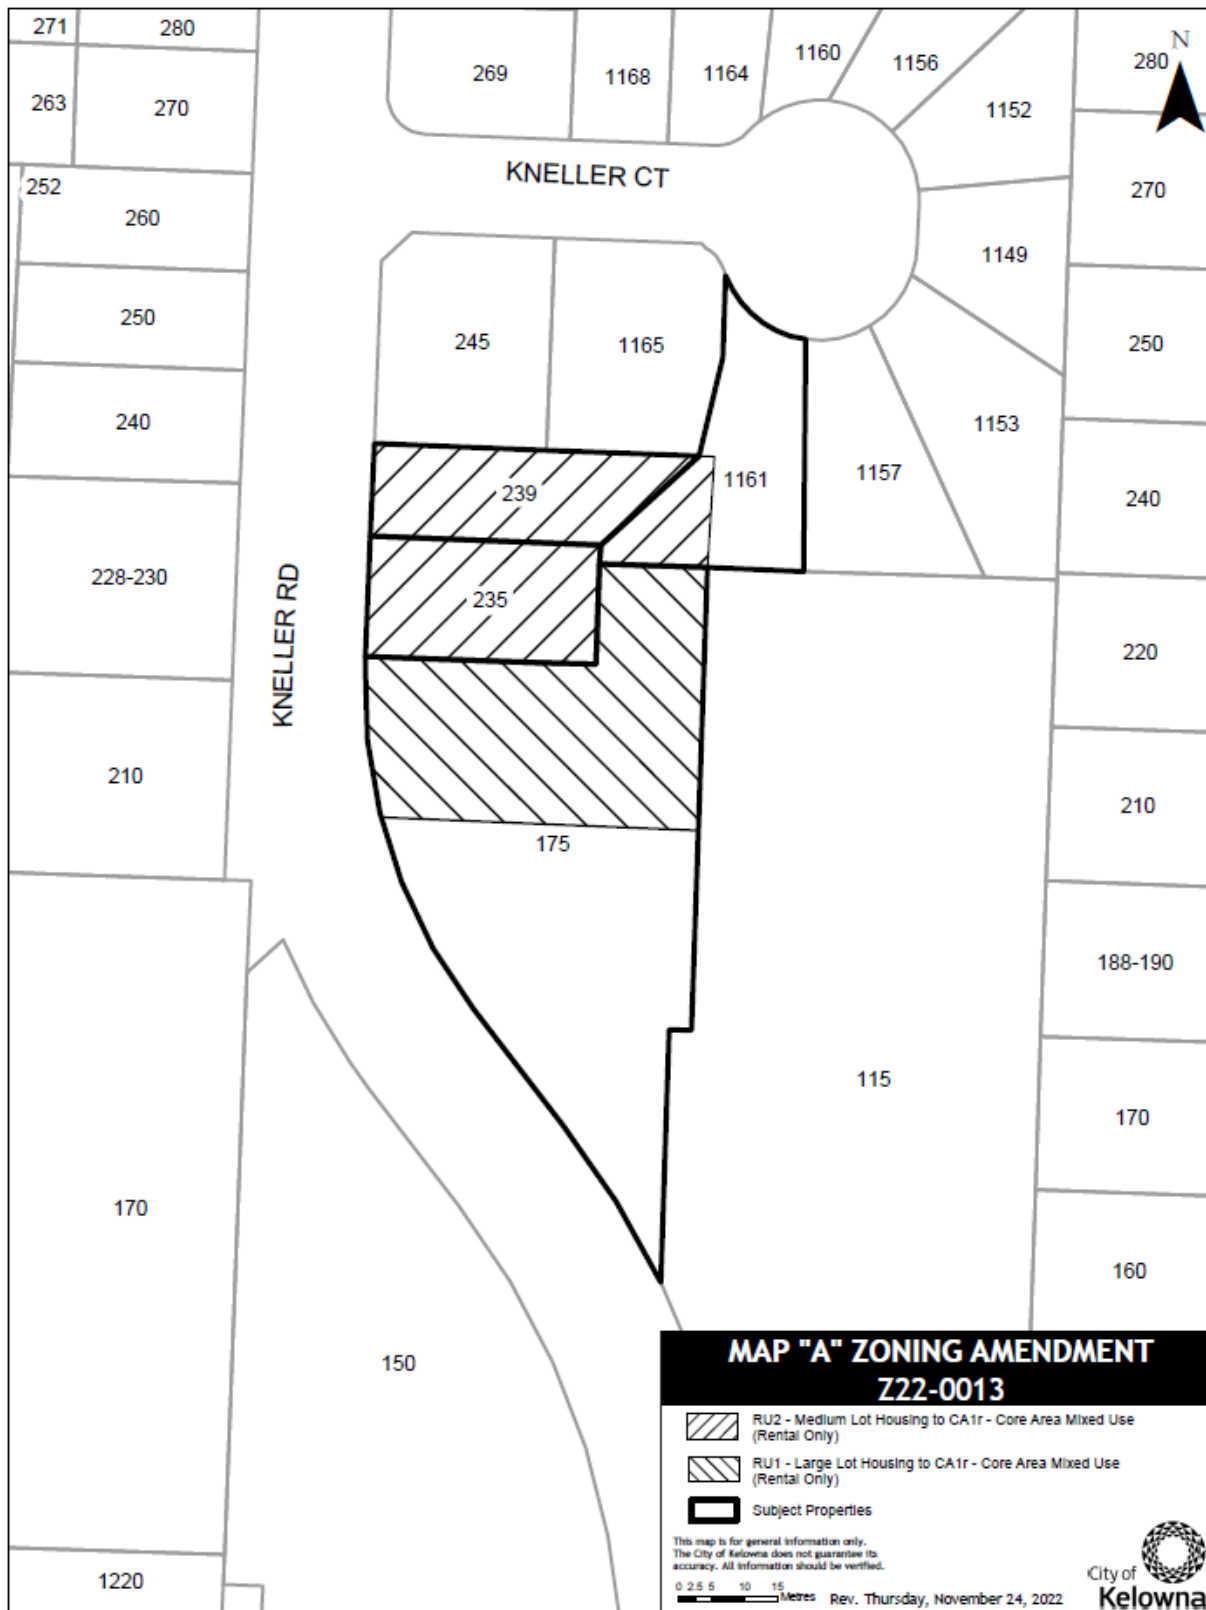 271
280
263
270
252
260
250
240
228-230
210
170
1220
269
1168
1164
1160
1156
1152
280
N
270
1149
250
KNELLER CT
245
1165
1153
1161
1157
240
239
235
KNELLER RD
220
175
210
188-190
115
170
160
150
MAP "A" ZONING AMENDMENT
Z22-0013
RU2 - Medium Lot Housing to CA1r - Core Area Mixed Use
(Rental Only)
RU1 - Large Lot Housing to CA1r - Core Area Mixed Use
(Rental Only)
Subject Properties
This map is for general information only.
The City of Kelowna does not guarantee its
accuracy. All information should be verified.
0 2.5 5 10 15
Metres
Rev. Thursday, November 24, 2022
City of
Kelowna